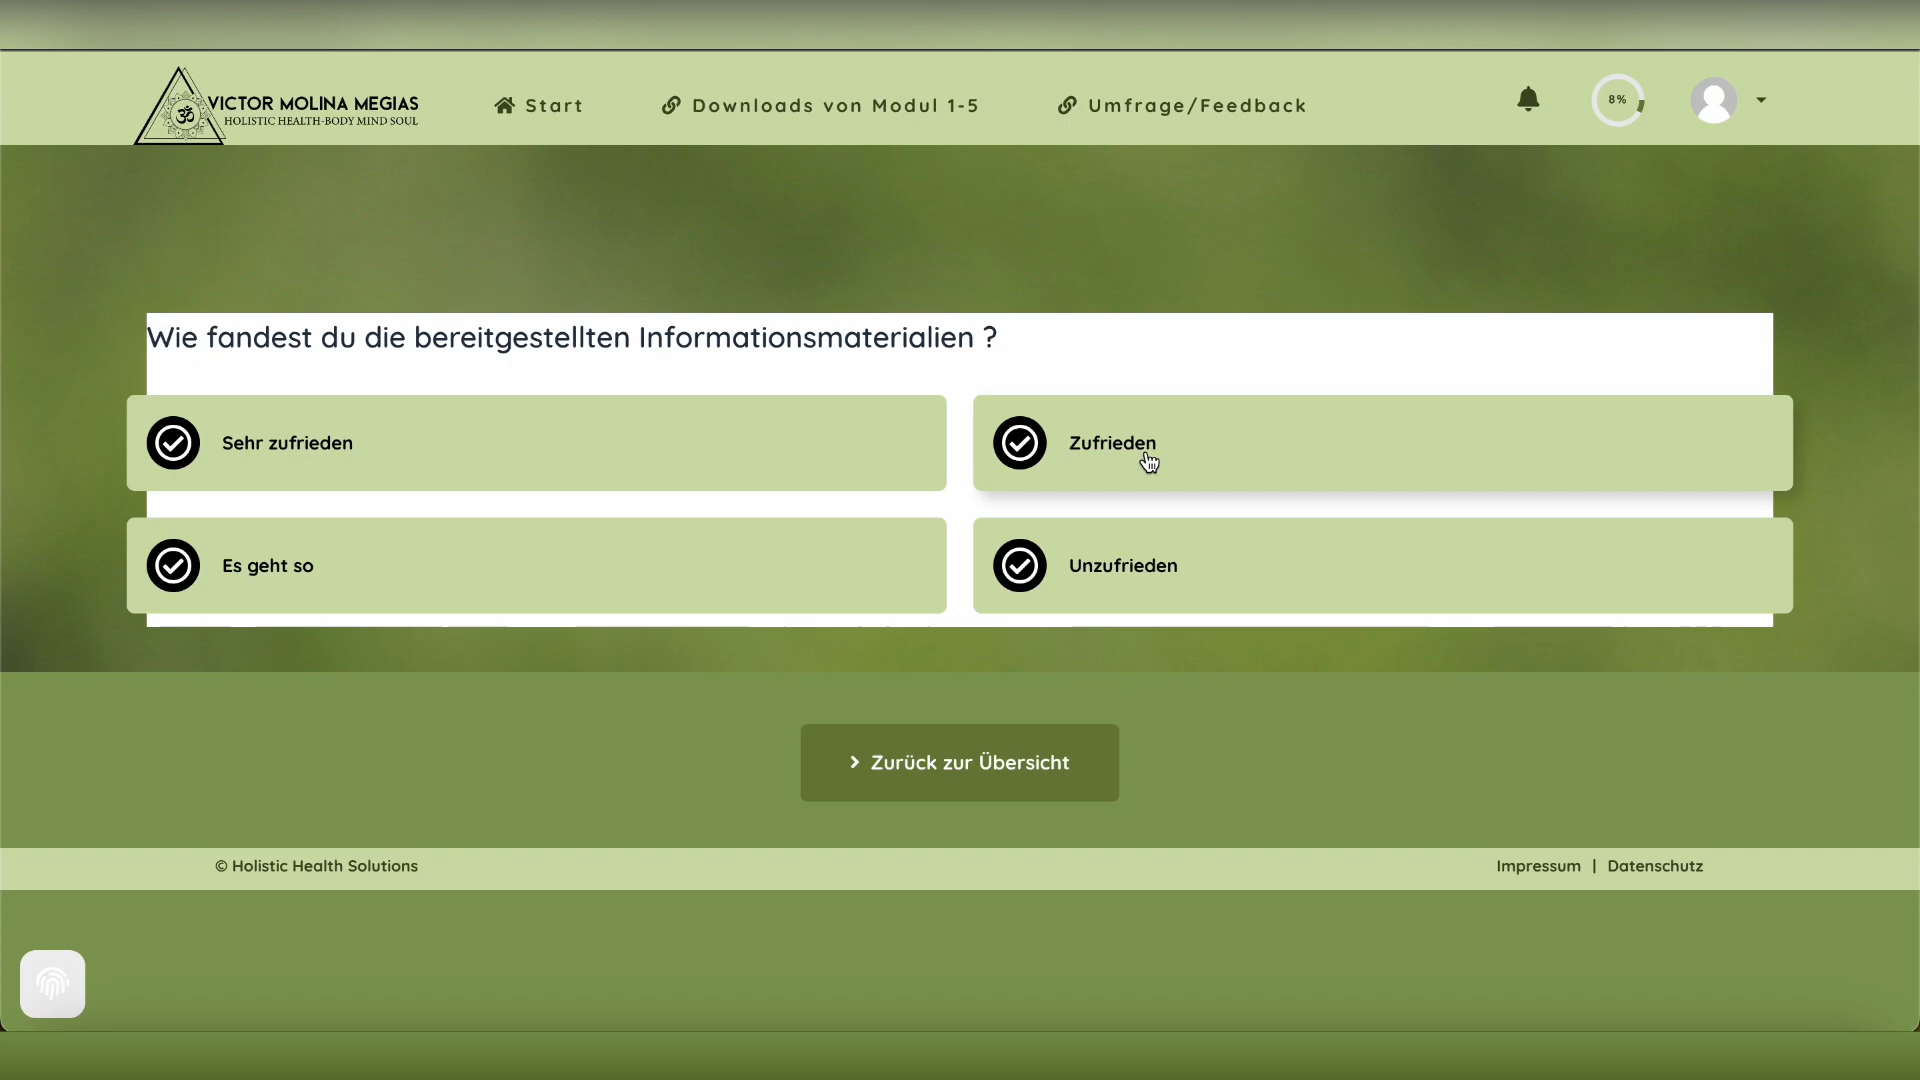 VICTOR MOLINA MEGIAS
HOLISTIC HEALTH-BODY MIND SOUL
Start
Downloads von Modul 1-5
Umfrage/Feedback
8%
Wie fandest du die bereitgestellten Informationsmaterialien ?
Sehr zufrieden
Zufrieden
Es geht so
Unzufrieden
Zurück zur Übersicht
© Holistic Health Solutions
Impressum | Datenschutz